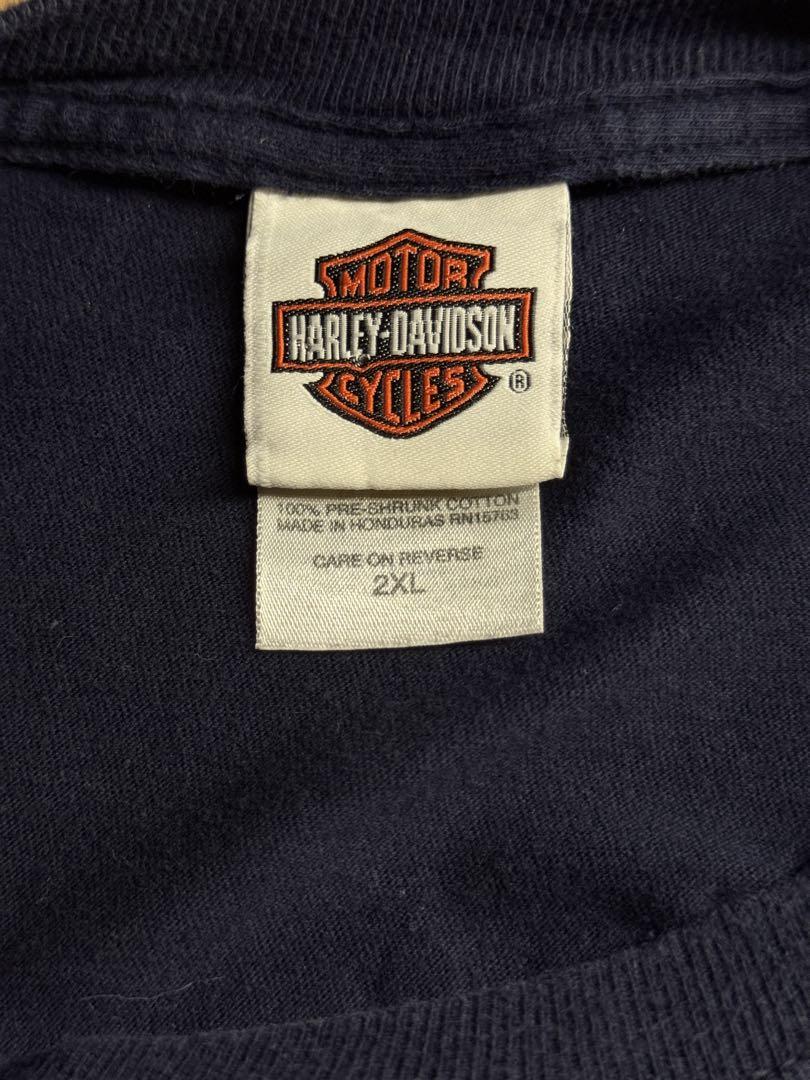 MOTOR
HARLEY-DAVIDSON
CYCLES
®
100% PRE-SHRUNK COTTON
MADE IN HONDURAS RN15763
CARE ON REVERSE
2XL